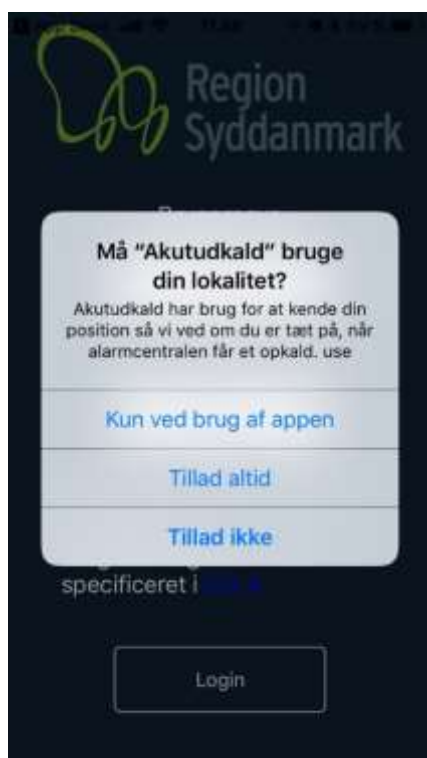 Region
Syddanmark
Må “Akutudkald” bruge
din lokalitet?
Akutudkald har brug for at kende din
position så vi ved om du er tæt på, når
alarmcentralen får et opkald. use
Kun ved brug af appen
Tillad altid
Tillad ikke
specificeret i
Login